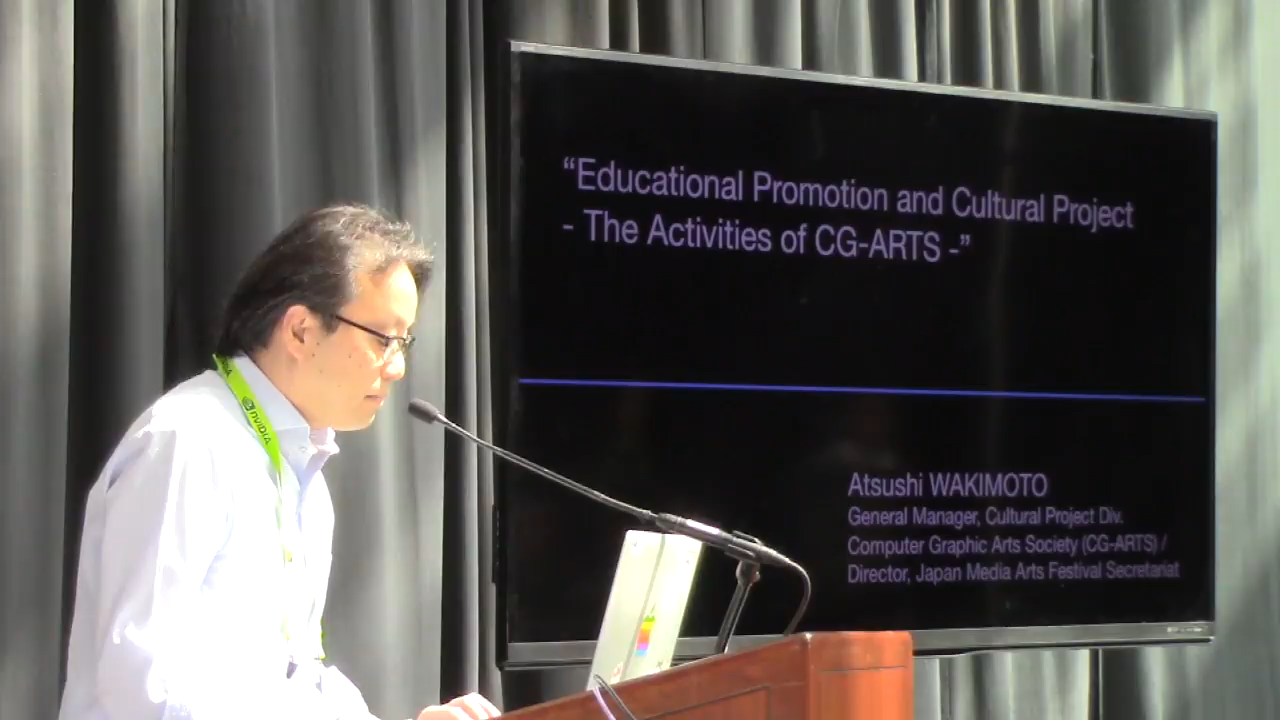 “Educational Promotion and Cultural Project
- The Activities of CG-ARTS -”
Atsushi WAKIMOTO
General Manager, Cultural Project Div.
Computer Graphic Arts Society (CG-ARTS) /
Director, Japan Media Arts Festival Secretariat
NVIDIA